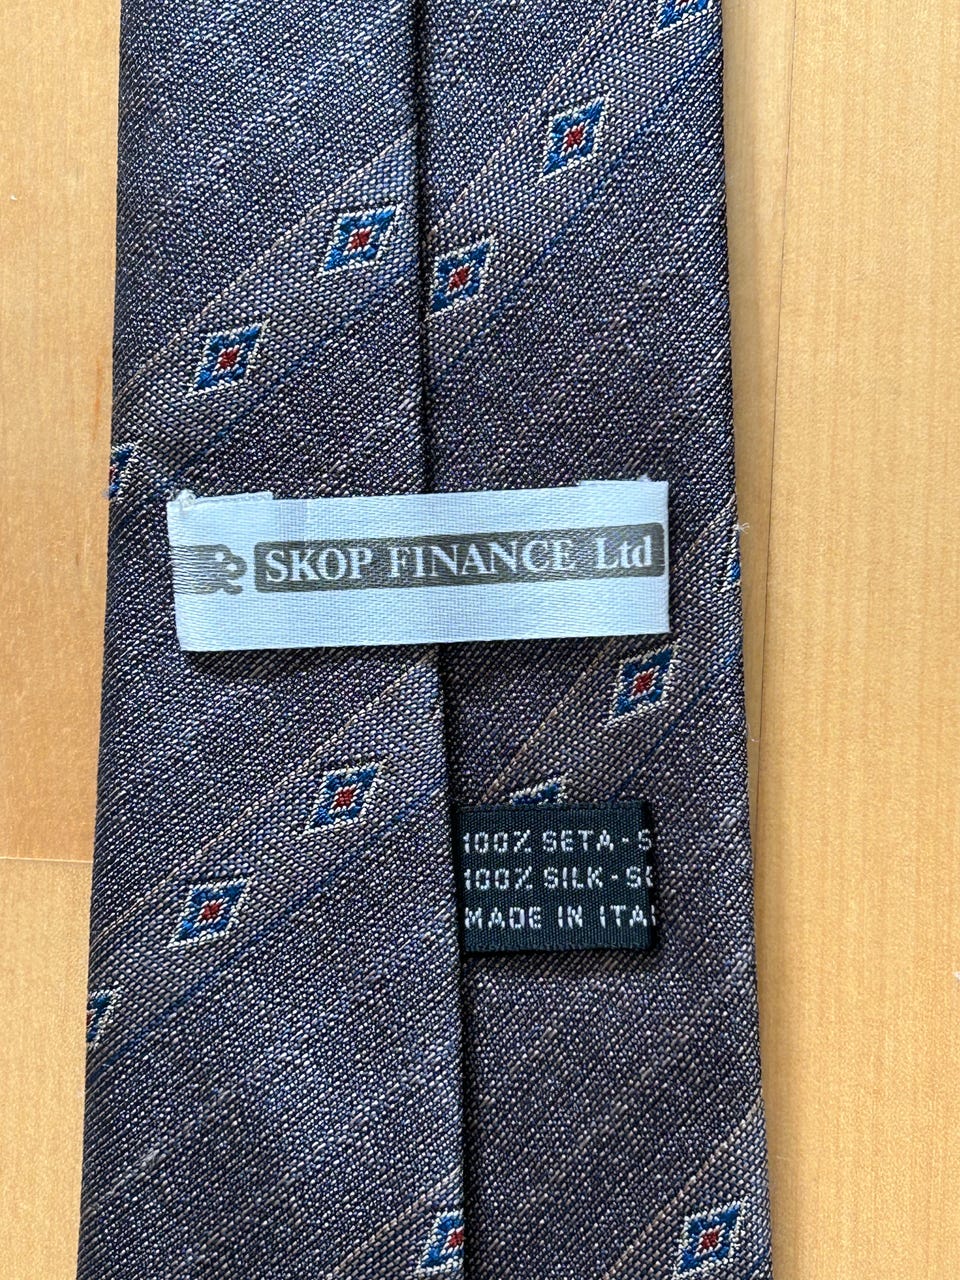 SKOP FINANCE Ltd
100% SETA - S
100% SILK - S
MADE IN ITA